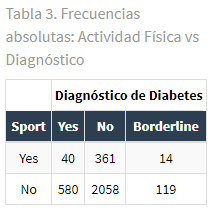 Tabla 3. Frecuencias
absolutas: Actividad Física vs
Diagnóstico
Diagnóstico de Diabetes
Sport Yes No Borderline
Yes 40 361 14
No 580 2058 119